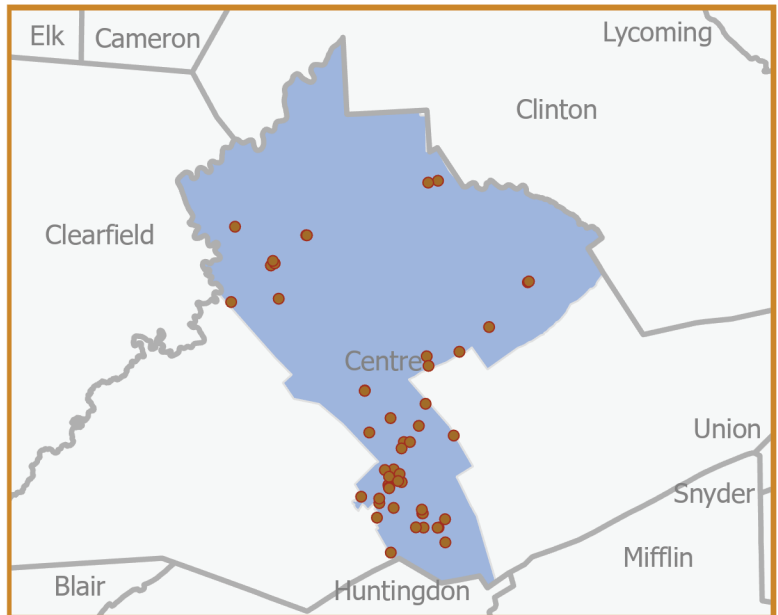 Elk
Cameron
Lycoming
Clinton
Clearfield
Centre
Union
Snyder
Mifflin
Blair
Huntingdon